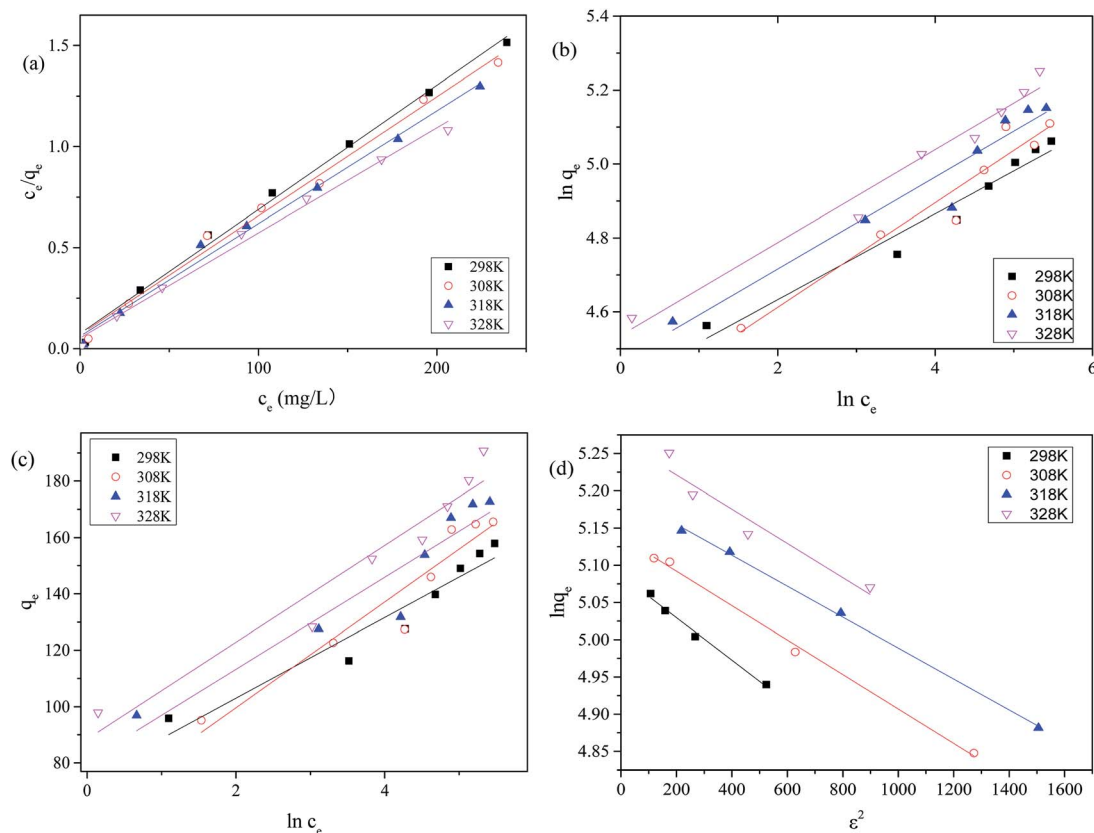 (a)
1.5
1.0
0.5
0.0
0
100
200
c_e/q_e
c_e (mg/L)
298K
308K
318K
328K
(b)
5.4
5.2
5.0
4.8
4.6
0
2
4
6
ln q_e
ln c_e
298K
308K
318K
328K
(c)
180
160
140
120
100
80
0
2
4
q_e
ln c_e
298K
308K
318K
328K
(d)
5.25
5.20
5.15
5.10
5.05
5.00
4.95
4.90
4.85
0
200
400
600
800
1000
1200
1400
1600
lnq_e
ε²
298K
308K
318K
328K